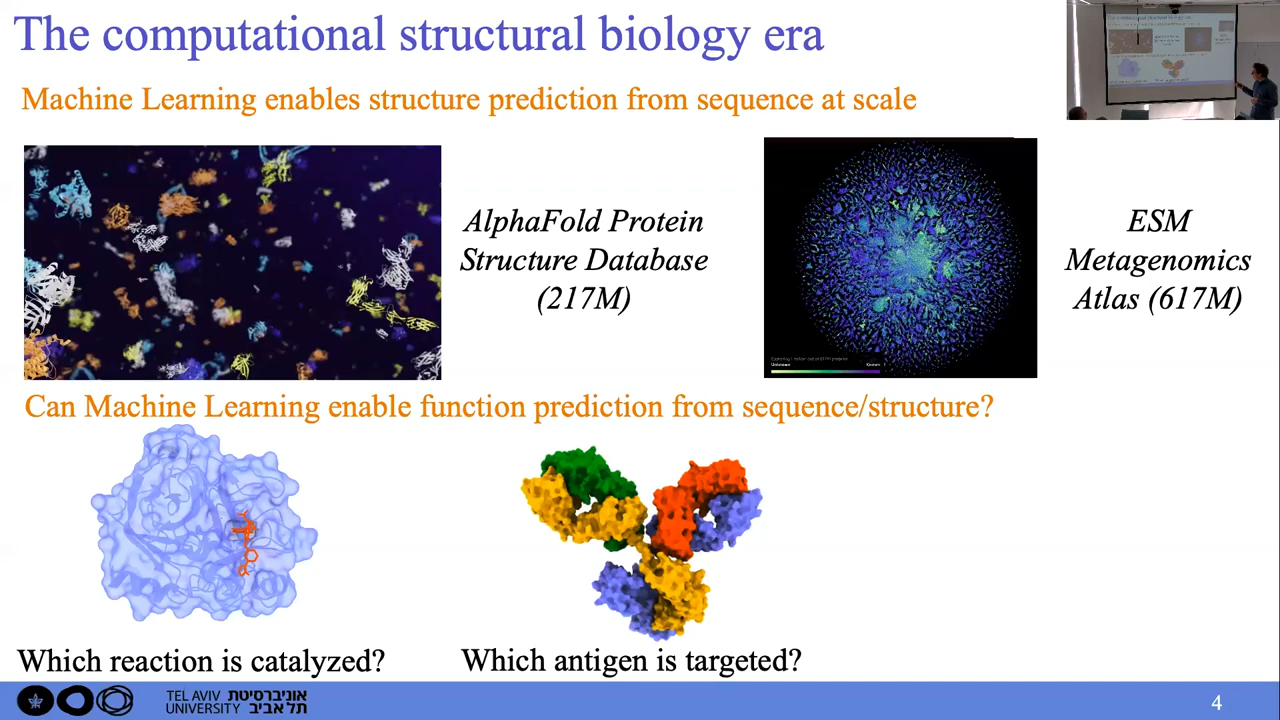 The computational structural biology era
Machine Learning enables structure prediction from sequence at scale
AlphaFold Protein
Structure Database
(217M)
ESM
Metagenomics
Atlas (617M)
Unknown
Known
Can Machine Learning enable function prediction from sequence/structure?
Which reaction is catalyzed?
Which antigen is targeted?
TEL AVIV אוניברסיטת
UNIVERSITY תל אביב
4